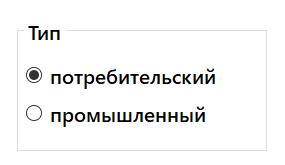 Тип
потребительский
промышленный